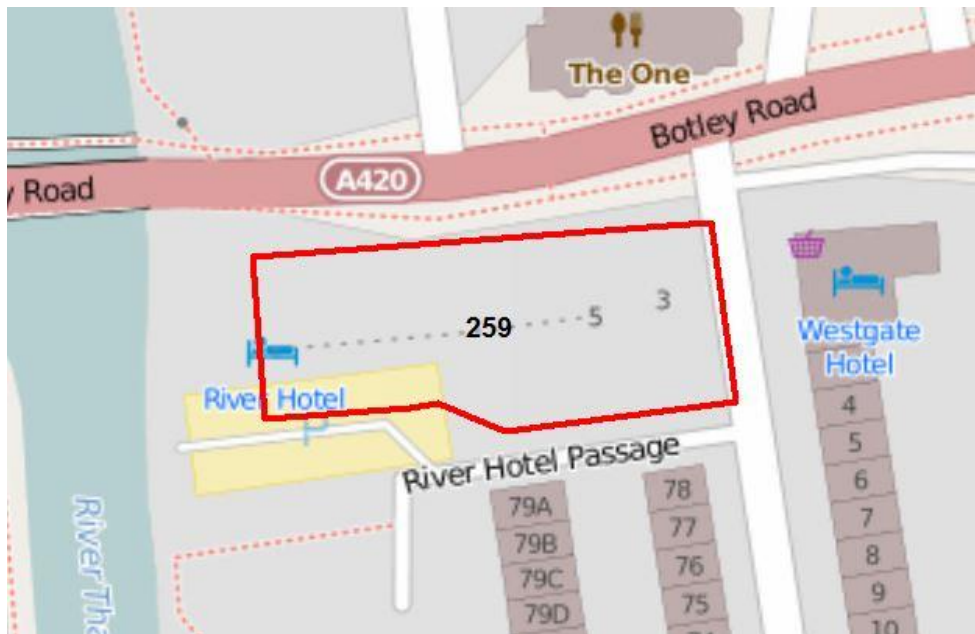 The One
Botley Road
y Road
A420
5
3
259
River Hotel
P
Westgate
Hotel
River Hotel Passage
4
5
6
7
8
9
10
79A
79B
79C
79D
78
77
76
75
River Tha